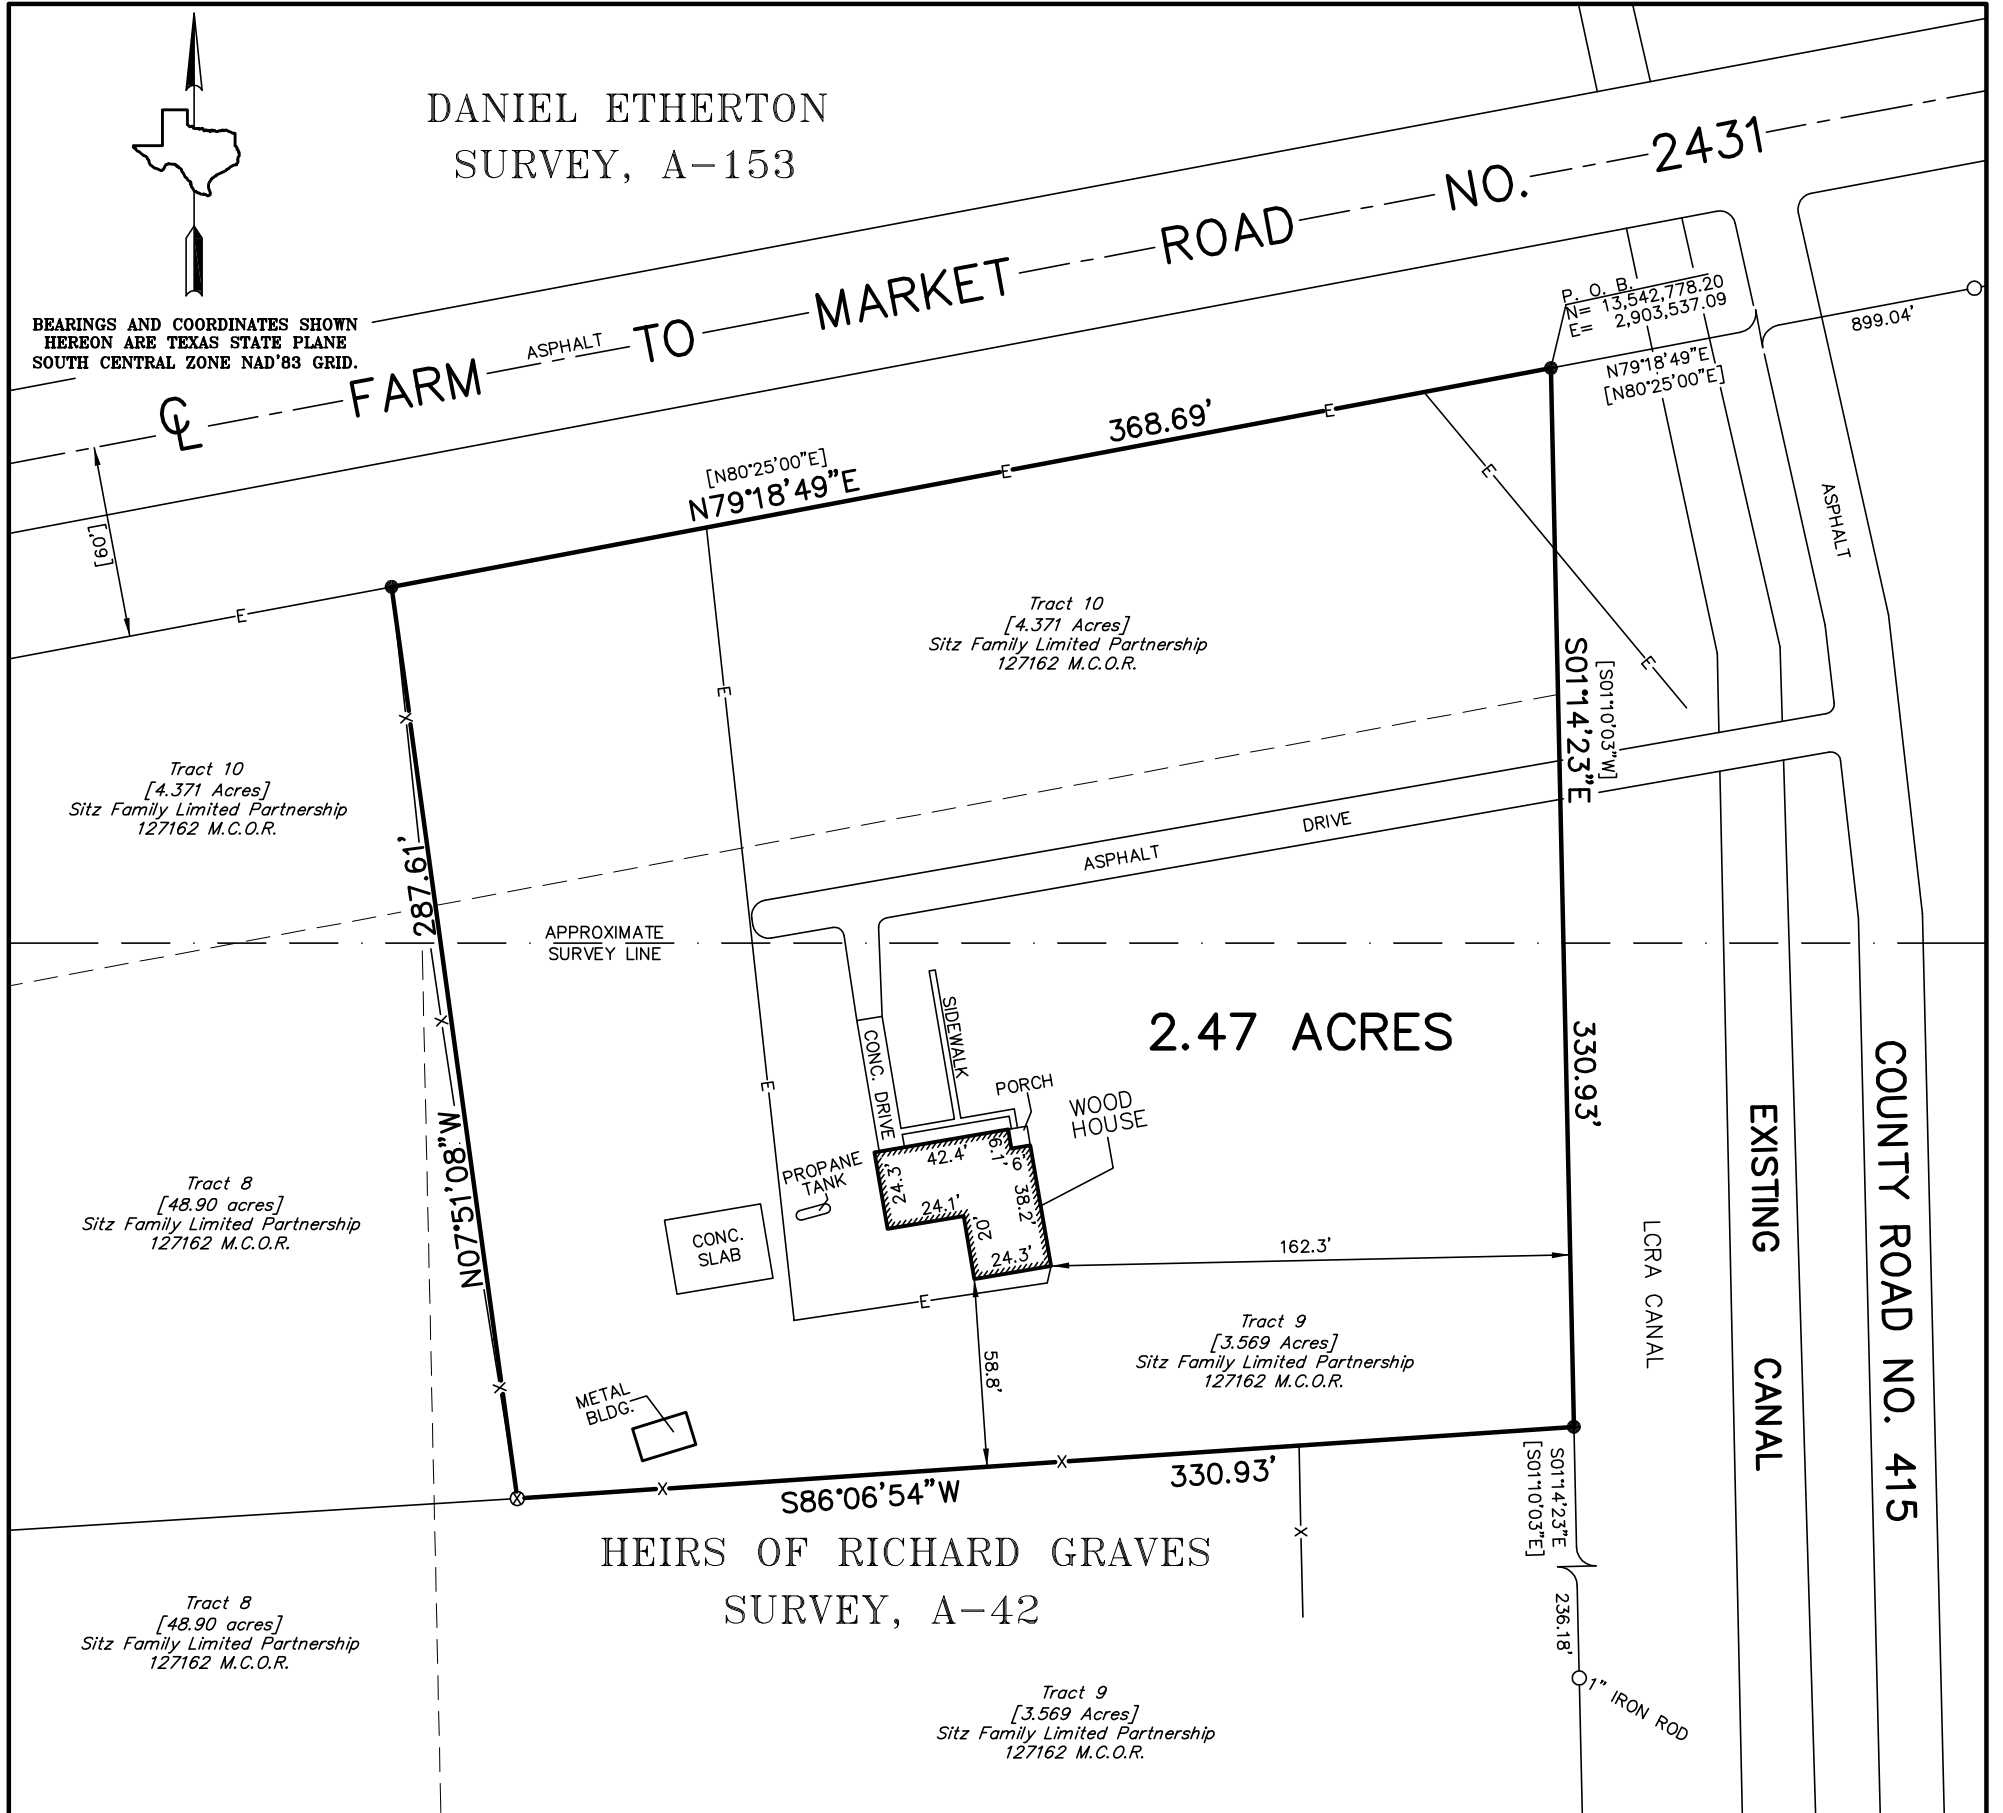 DANIEL ETHERTON
SURVEY, A-153
BEARINGS AND COORDINATES SHOWN
HEREON ARE TEXAS STATE PLANE
SOUTH CENTRAL ZONE NAD'83 GRID.
℄ FARM TO MARKET ROAD NO. 2431
ASPHALT
P. O. B.
N= 13,542,778.20
E= 2,903,537.09
899.04'
N79°18'49"E
[N80°25'00"E]
368.69'
[N80°25'00"E]
N79°18'49"E
[60']
ASPHALT
E
E
E
E
E
E
E
E
E
Tract 10
[4.371 Acres]
Sitz Family Limited Partnership
127162 M.C.O.R.
S01°14'23"E
[S01°10'03"W]
X
Tract 10
[4.371 Acres]
Sitz Family Limited Partnership
127162 M.C.O.R.
287.61'
ASPHALT DRIVE
APPROXIMATE
SURVEY LINE
2.47 ACRES
330.93'
X
SIDEWALK
CONC. DRIVE
PORCH
WOOD
HOUSE
PROPANE
TANK
42.4'
6.1'
6'
24.3'
38.2'
24.1'
20'
24.3'
162.3'
58.8'
CONC.
SLAB
N07°51'08"W
Tract 8
[48.90 acres]
Sitz Family Limited Partnership
127162 M.C.O.R.
Tract 9
[3.569 Acres]
Sitz Family Limited Partnership
127162 M.C.O.R.
LCRA CANAL
EXISTING CANAL
COUNTY ROAD NO. 415
METAL
BLDG.
X
X
X
X
X
S86°06'54"W
330.93'
S01°14'23"E
[S01°10'03"E]
HEIRS OF RICHARD GRAVES
SURVEY, A-42
236.18'
1" IRON ROD
Tract 8
[48.90 acres]
Sitz Family Limited Partnership
127162 M.C.O.R.
Tract 9
[3.569 Acres]
Sitz Family Limited Partnership
127162 M.C.O.R.